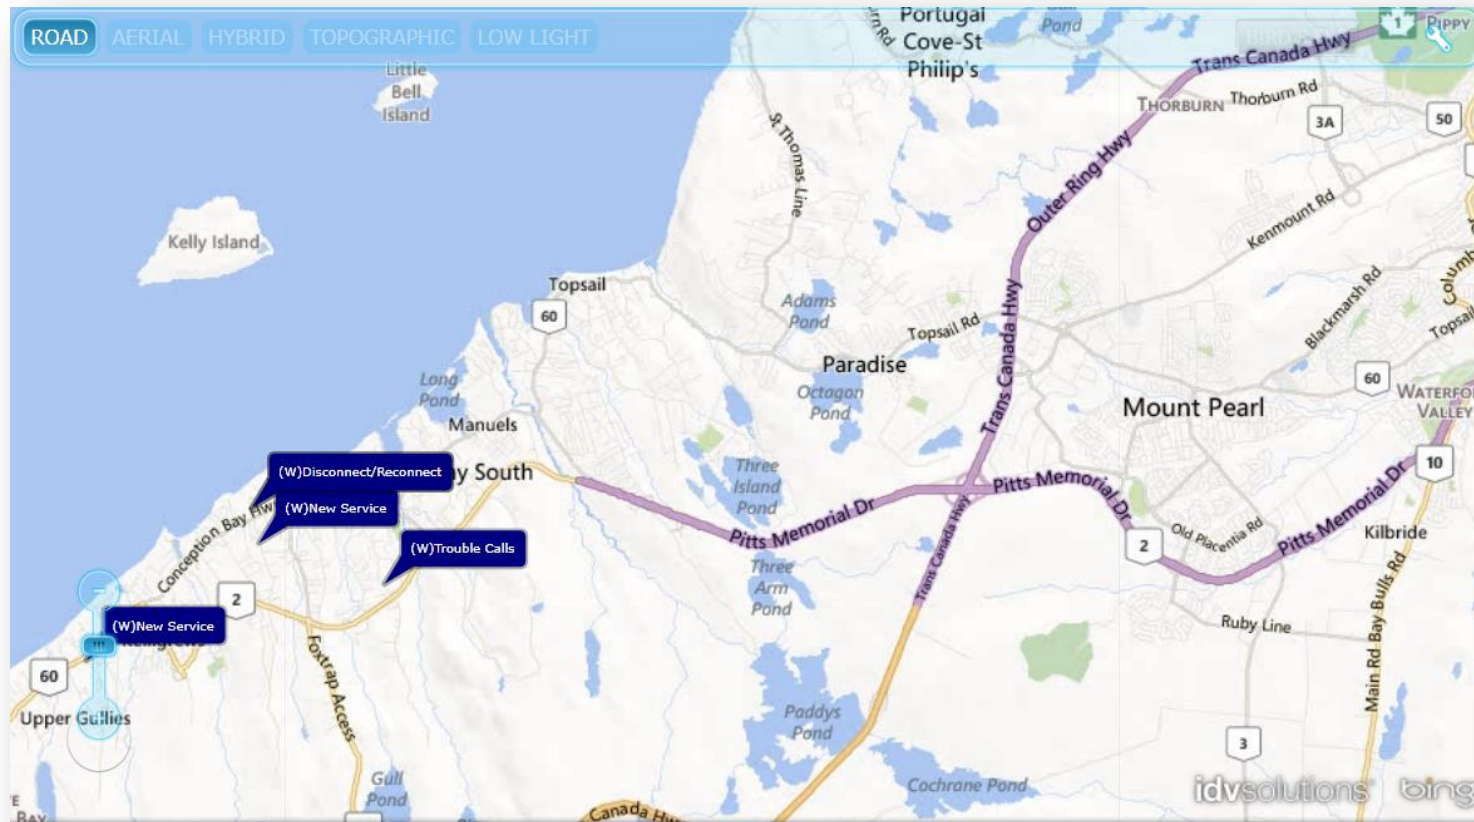 ROAD
AERIAL
HYBRID
TOPOGRAPHIC
LOW LIGHT
Portugal
Cove-St
Philip's
Pond
Trans Canada Hwy
1
PIPPY
Little
Bell
Island
THORBURN
Thorburn Rd
3A
50
St Thomas Line
Outer Ring Hwy
Kenmount Rd
Kelly Island
Topsail
60
Adams
Pond
Topsail Rd
Trans Canada Hwy
Blackmarsh Rd
Paradise
Octagon
Pond
60
Long
Pond
Manuels
Mount Pearl
VALLEY
(W)Disconnect/Reconnect
South
(W)New Service
Conception Bay
Three
Island
Pond
Pitts Memorial Dr
Pitts Memorial Dr
Pitts Memorial Dr
10
(W)Trouble Calls
2
Old Placentia Rd
Kilbride
Three
Arm
Pond
Trans Canada Hwy
2
(W)New Service
Ruby Line
Main Rd Bay Bulls Rd
60
Foxtrap Access
Upper Gullies
Paddys
Pond
3
Gull
Pond
Cochrane Pond
Canada
BAY
idvsolutions
bing